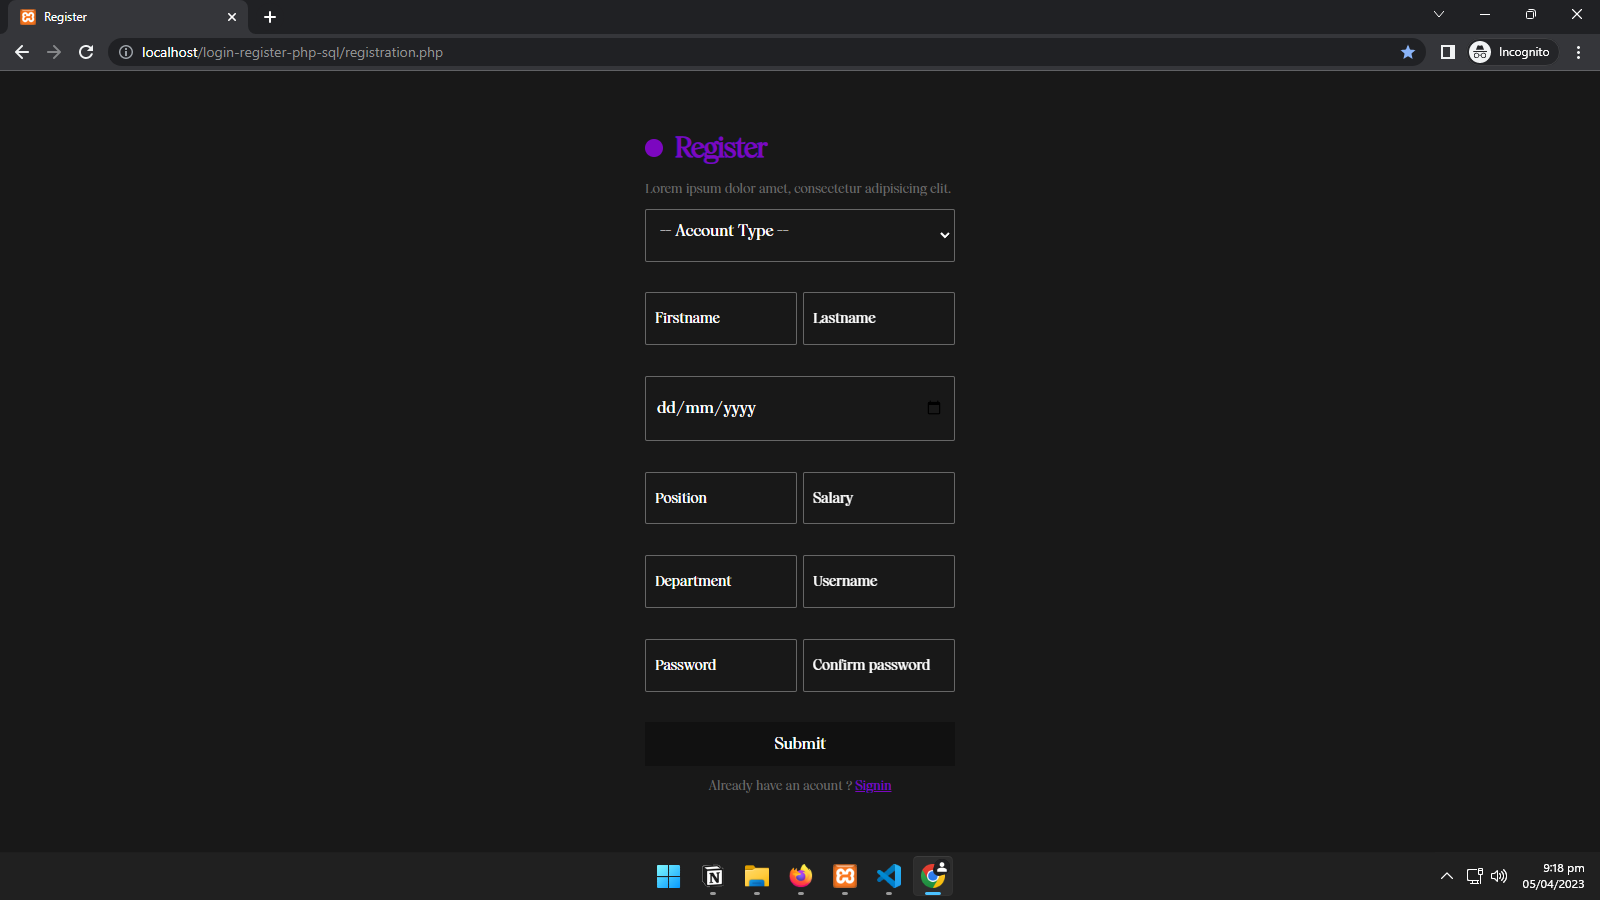 Register
localhost/login-register-php-sql/registration.php
Incognito
Register
Lorem ipsum dolor amet, consectetur adipisicing elit.
-- Account Type --
Firstname Lastname
dd/mm/yyyy
Position Salary
Department Username
Password Confirm password
Submit
Already have an acount ? Signin
9:18 pm
05/04/2023